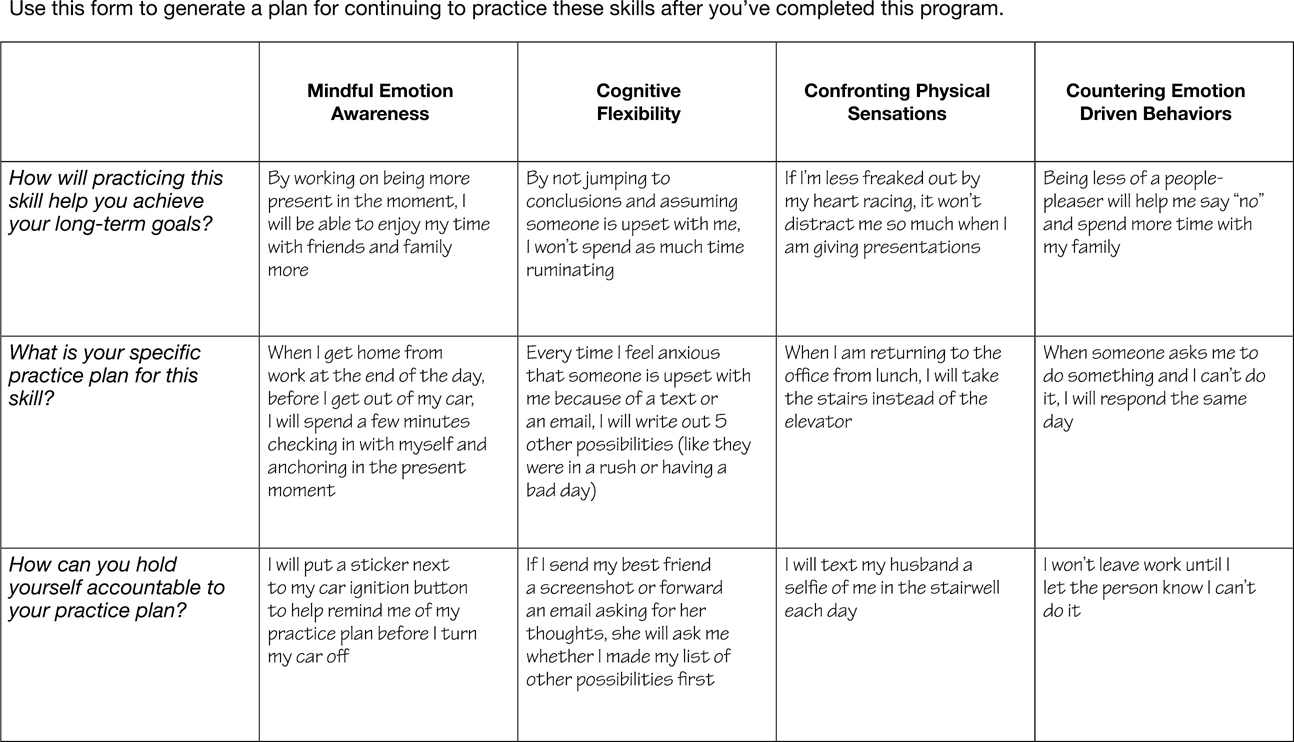 Use this form to generate a plan for continuing to practice these skills after you’ve completed this program.
Mindful Emotion
Awareness
Cognitive
Flexibility
Confronting Physical
Sensations
Countering Emotion
Driven Behaviors
How will practicing this
skill help you achieve
your long-term goals?
By working on being more
present in the moment, I
will be able to enjoy my time
with friends and family
more
By not jumping to
conclusions and assuming
someone is upset with me,
I won’t spend as much time
ruminating
If I’m less freaked out by
my heart racing, it won’t
distract me so much when I
am giving presentations
Being less of a people-
pleaser will help me say “no”
and spend more time with
my family
What is your specific
practice plan for this
skill?
When I get home from
work at the end of the day,
before I get out of my car,
I will spend a few minutes
checking in with myself and
anchoring in the present
moment
Every time I feel anxious
that someone is upset with
me because of a text or
an email, I will write out 5
other possibilities (like they
were in a rush or having a
bad day)
When I am returning to the
office from lunch, I will take
the stairs instead of the
elevator
When someone asks me to
do something and I can’t do
it, I will respond the same
day
How can you hold
yourself accountable to
your practice plan?
I will put a sticker next
to my car ignition button
to help remind me of my
practice plan before I turn
my car off
If I send my best friend
a screenshot or forward
an email asking for her
thoughts, she will ask me
whether I made my list of
other possibilities first
I will text my husband a
selfie of me in the stairwell
each day
I won’t leave work until I
let the person know I can’t
do it